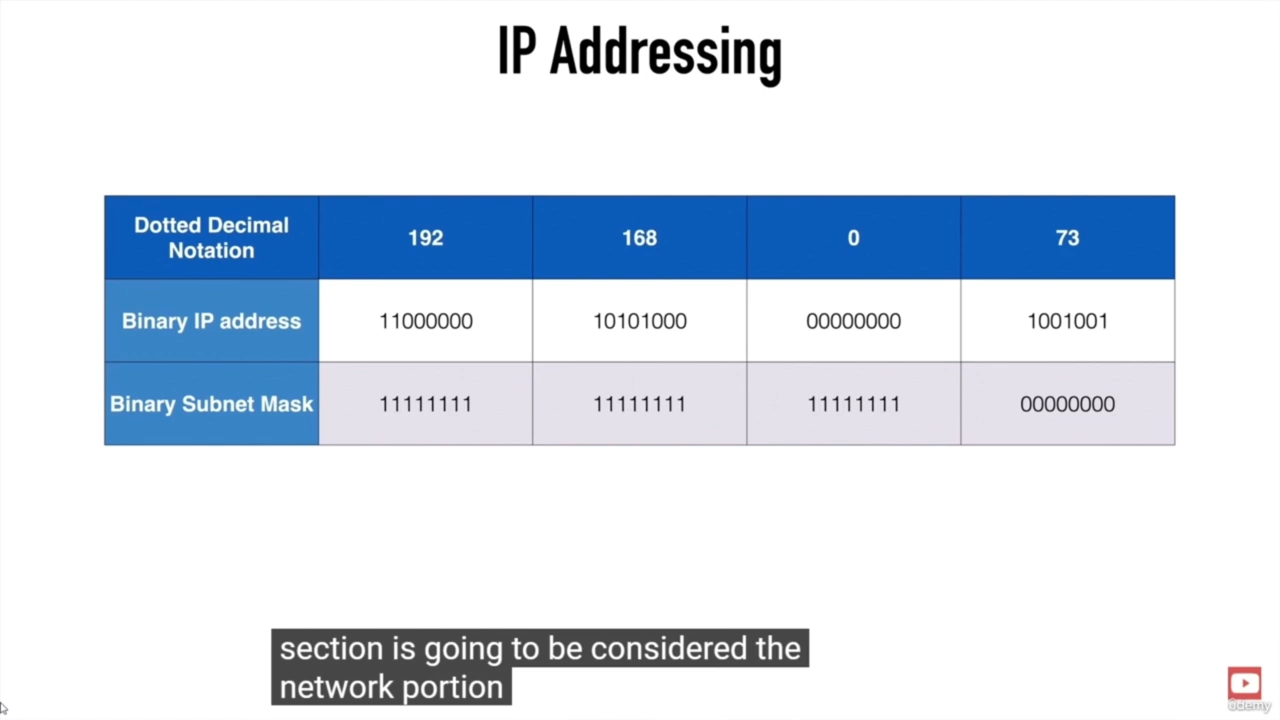 IP Addressing
Dotted Decimal
Notation
192
168
0
73
Binary IP address
11000000
10101000
00000000
1001001
Binary Subnet Mask
11111111
11111111
11111111
00000000
section is going to be considered the
network portion
ûdemy